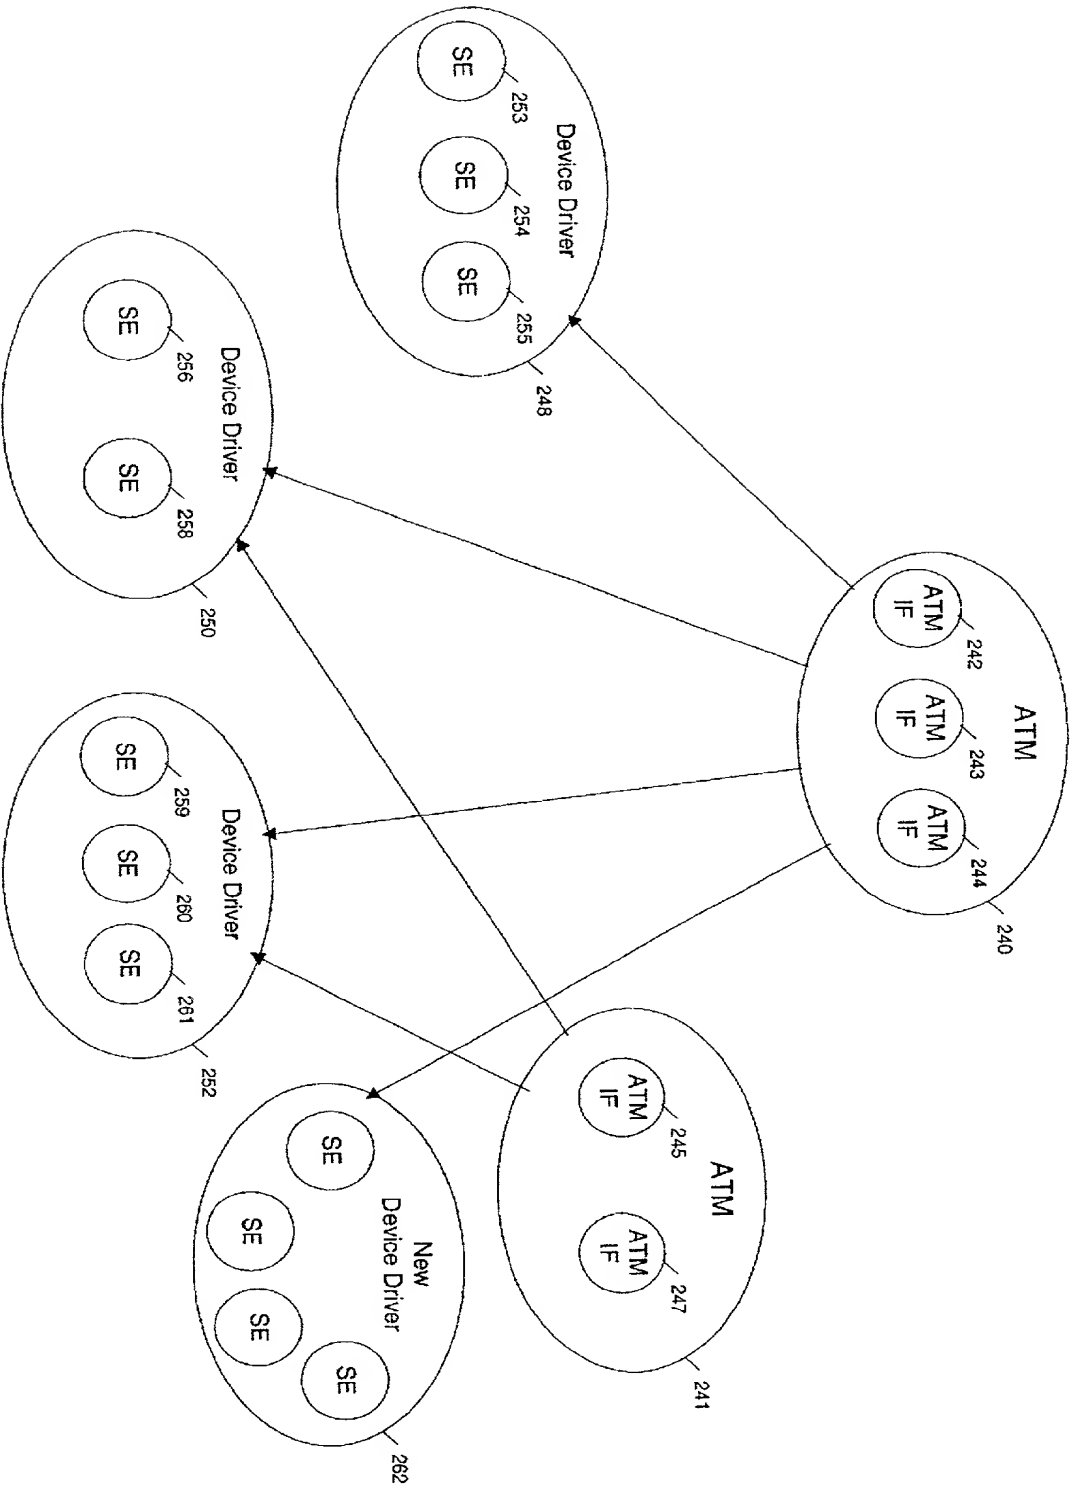 ATM
ATM
IF
242
ATM
IF
243
ATM
IF
244
240
ATM
ATM
IF
245
ATM
IF
247
241
Device Driver
SE
253
SE
254
SE
255
248
Device Driver
SE
256
SE
258
250
Device Driver
SE
259
SE
260
SE
261
252
New
Device Driver
SE
SE
SE
SE
262